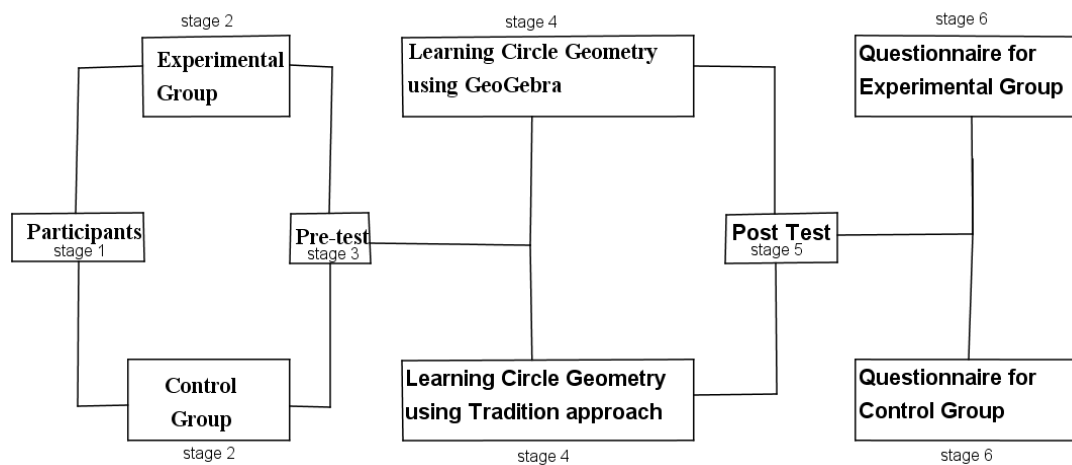 stage 2
Experimental
Group
Participants
stage 1
Control
Group
stage 2
Pre-test
stage 3
stage 4
Learning Circle Geometry
using GeoGebra
Learning Circle Geometry
using Tradition approach
stage 4
Post Test
stage 5
stage 6
Questionnaire for
Experimental Group
Questionnaire for
Control Group
stage 6